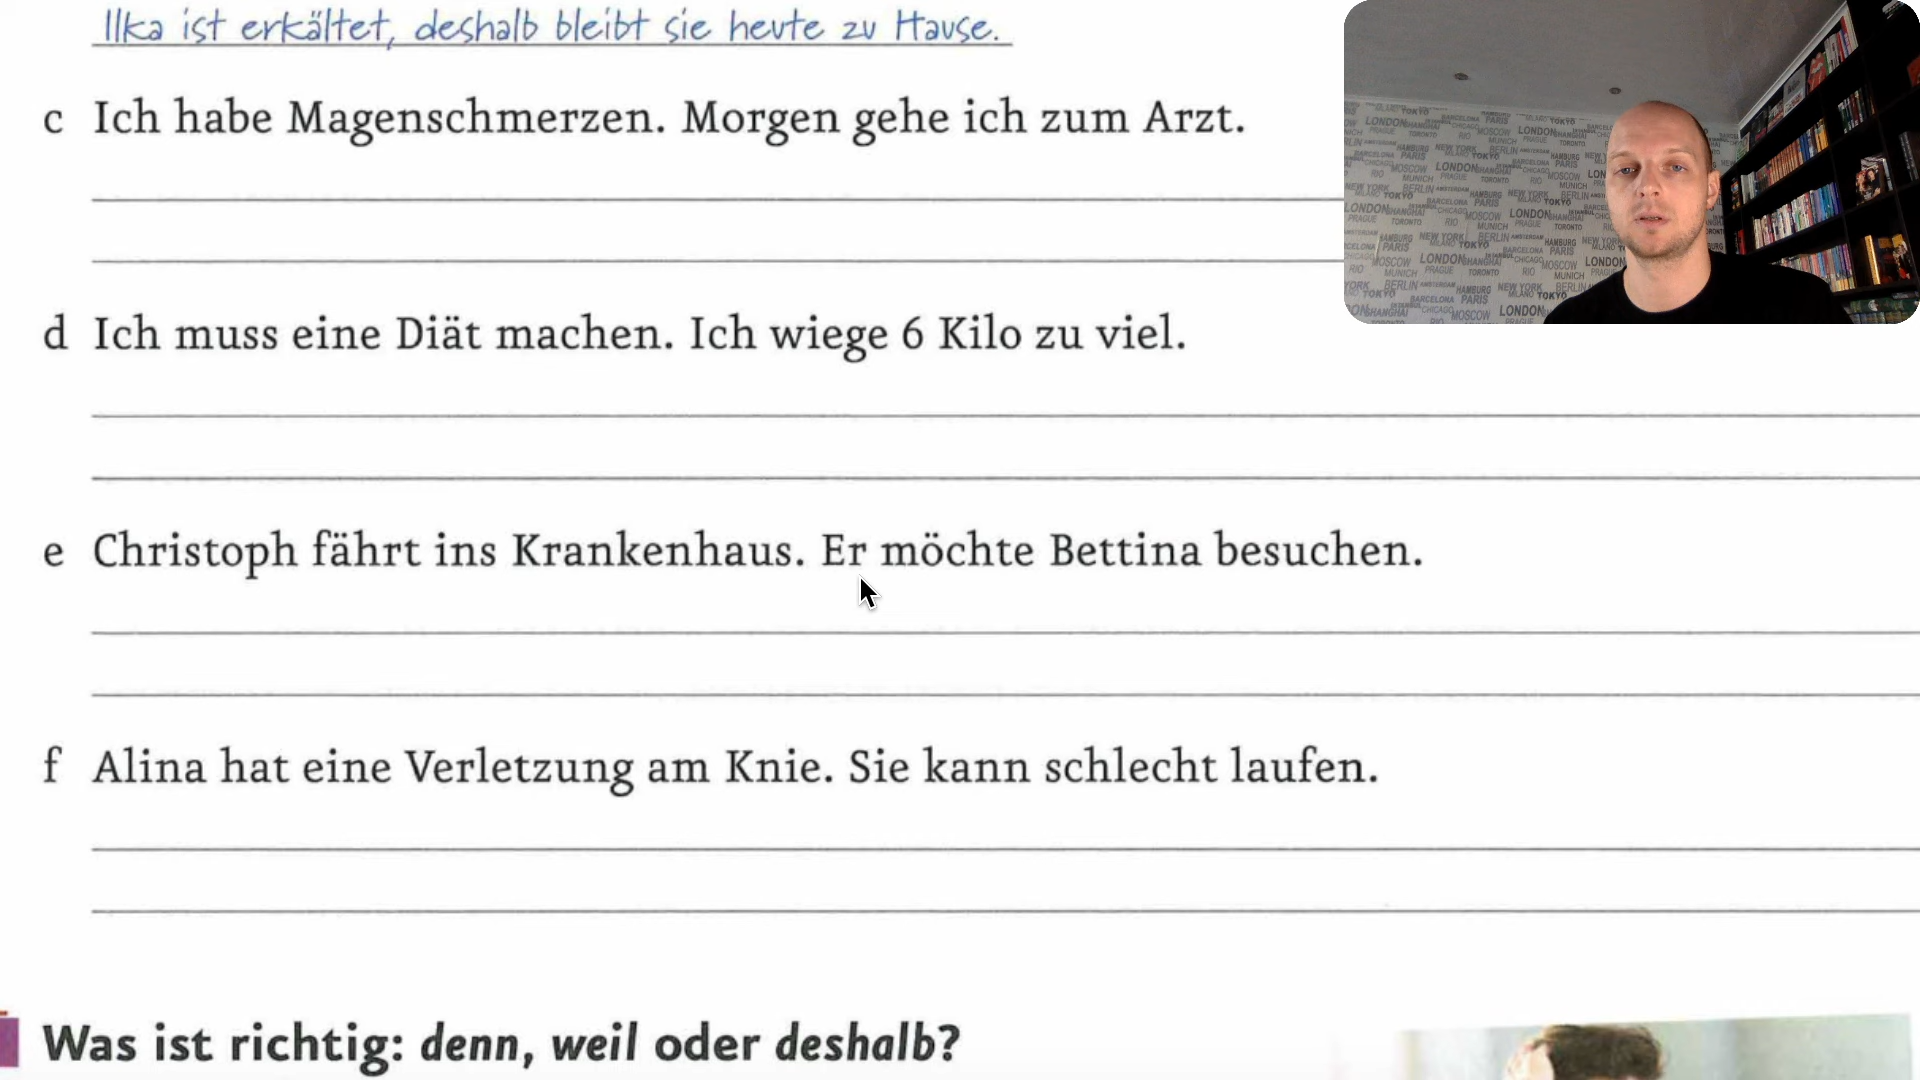 Ilka ist erkältet, deshalb bleibt sie heute zu Hause.
c Ich habe Magenschmerzen. Morgen gehe ich zum Arzt.
d Ich muss eine Diät machen. Ich wiege 6 Kilo zu viel.
e Christoph fährt ins Krankenhaus. Er möchte Bettina besuchen.
f Alina hat eine Verletzung am Knie. Sie kann schlecht laufen.
Was ist richtig: denn, weil oder deshalb?